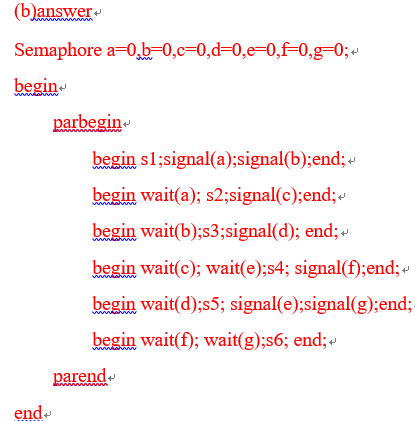 (b)answer
Semaphore a=0,b=0,c=0,d=0,e=0,f=0,g=0;
begin
parbegin
begin s1;signal(a);signal(b);end;
begin wait(a); s2;signal(c);end;
begin wait(b);s3;signal(d); end;
begin wait(c); wait(e);s4; signal(f);end;
begin wait(d);s5; signal(e);signal(g);end;
begin wait(f); wait(g);s6; end;
parend
end